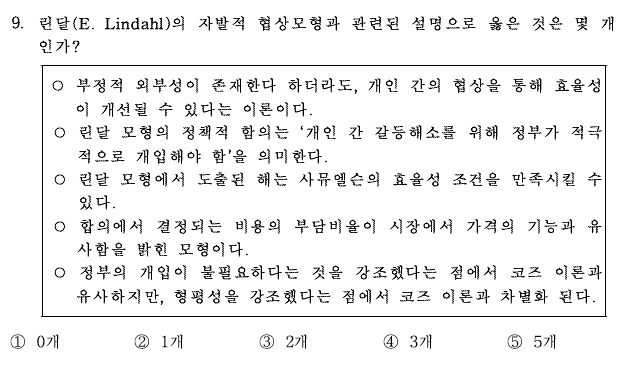 9. 린달(E. Lindahl)의 자발적 협상모형과 관련된 설명으로 옳은 것은 몇 개
인가?
○ 부정적 외부성이 존재한다 하더라도, 개인 간의 협상을 통해 효율성
이 개선될 수 있다는 이론이다.
○ 린달 모형의 정책적 함의는 ‘개인 간 갈등해소를 위해 정부가 적극
적으로 개입해야 함’을 의미한다.
○ 린달 모형에서 도출된 해는 사뮤엘슨의 효율성 조건을 만족시킬 수
있다.
○ 합의에서 결정되는 비용의 부담비율이 시장에서 가격의 기능과 유
사함을 밝힌 모형이다.
○ 정부의 개입이 불필요하다는 것을 강조했다는 점에서 코즈 이론과
유사하지만, 형평성을 강조했다는 점에서 코즈 이론과 차별화 된다.
① 0개 ② 1개 ③ 2개 ④ 3개 ⑤ 5개